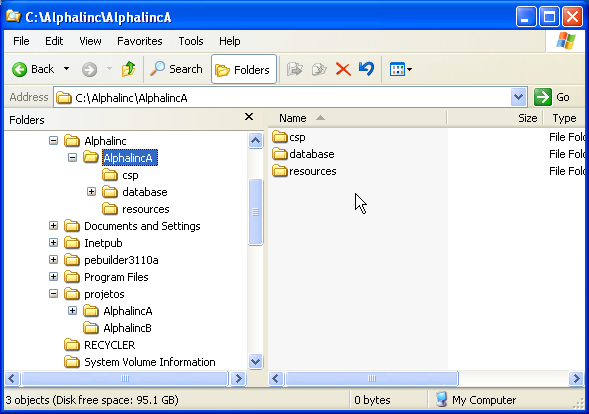 C:\Alphalinc\AlphalincA
File Edit View Favorites Tools Help
Back Search Folders
Address C:\Alphalinc\AlphalincA Go
Folders
Name Size Type
Alphalinc
AlphalincA
csp
database
resources
Documents and Settings
Inetpub
pebuilder3110a
Program Files
projetos
AlphalincA
AlphalincB
RECYCLER
System Volume Information
csp File Fold
database File Fold
resources File Fold
3 objects (Disk free space: 95.1 GB) 0 bytes My Computer